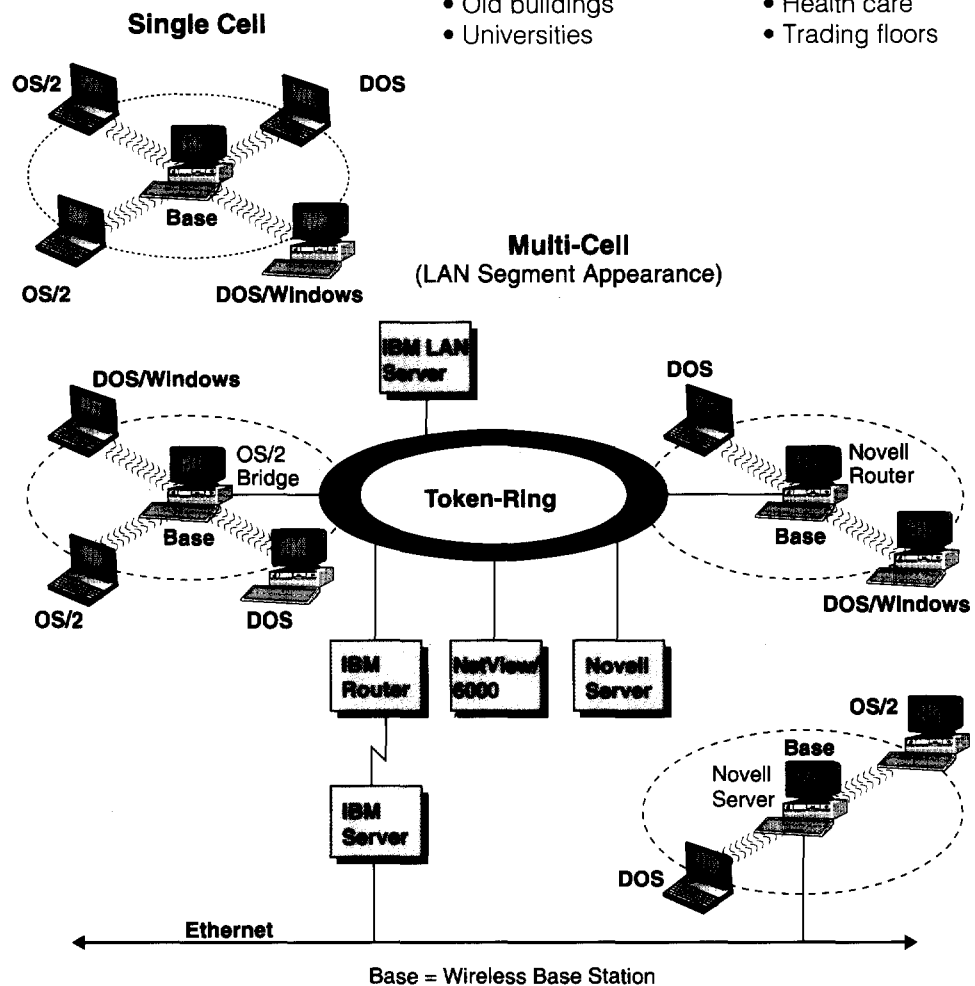 • Old buildings
• Universities
• Health care
• Trading floors
Single Cell
OS/2
DOS
Base
OS/2
DOS/Windows
Multi-Cell
(LAN Segment Appearance)
IBM LAN
Server
DOS/Windows
OS/2
Bridge
Base
OS/2
DOS
Token-Ring
DOS
Novell
Router
Base
DOS/Windows
IBM
Router
NetView/
6000
Novell
Server
IBM
Server
OS/2
Base
Novell
Server
DOS
Ethernet
Base = Wireless Base Station